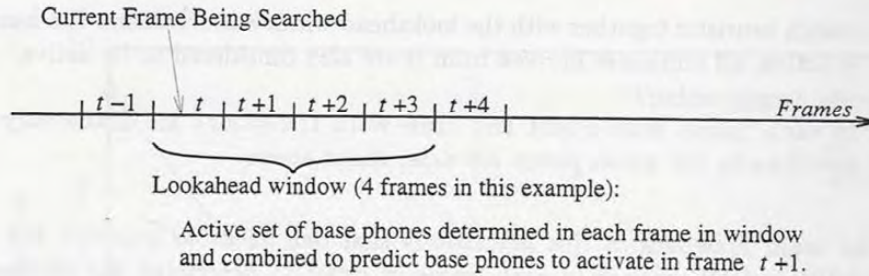 Current Frame Being Searched
t−1 t t+1 t+2 t+3 t+4 Frames
Lookahead window (4 frames in this example):
Active set of base phones determined in each frame in window
and combined to predict base phones to activate in frame t+1.